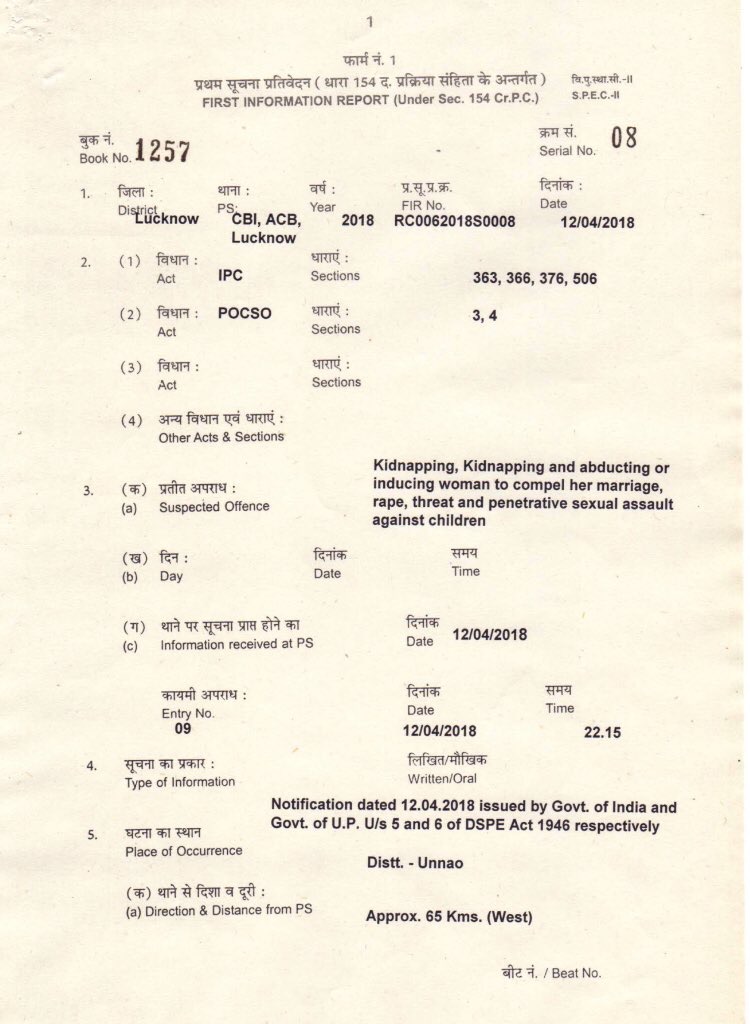 1
फार्म नं. 1
प्रथम सूचना प्रतिवेदन ( धारा 154 द. प्रक्रिया संहिता के अन्तर्गत )
वि.पु.स्था.सी.-II
FIRST INFORMATION REPORT (Under Sec. 154 Cr.P.C.)
S.P.E.C.-II
बुक नं.
Book No. 1257
क्रम सं.
Serial No. 08
1. जिला : थाना : वर्ष : प्र.सू.प्र.क्र. दिनांक :
District PS: Year FIR No. Date
Lucknow CBI, ACB, 2018 RC0062018S0008 12/04/2018
Lucknow
2. (1) विधान : धाराएं :
Act IPC Sections 363, 366, 376, 506
(2) विधान : POCSO धाराएं : 3, 4
Act Sections
(3) विधान : धाराएं :
Act Sections
(4) अन्य विधान एवं धाराएं :
Other Acts & Sections
Kidnapping, Kidnapping and abducting or
3. (क) प्रतीत अपराध : inducing woman to compel her marriage,
(a) Suspected Offence rape, threat and penetrative sexual assault
against children
(ख) दिन : दिनांक समय
(b) Day Date Time
(ग) थाने पर सूचना प्राप्त होने का दिनांक
(c) Information received at PS Date 12/04/2018
कायमी अपराध : दिनांक समय
Entry No. Date Time
09 12/04/2018 22.15
4. सूचना का प्रकार : लिखित/मौखिक
Type of Information Written/Oral
Notification dated 12.04.2018 issued by Govt. of India and
Govt. of U.P. U/s 5 and 6 of DSPE Act 1946 respectively
5. घटना का स्थान
Place of Occurrence
Distt. - Unnao
(क) थाने से दिशा व दूरी :
(a) Direction & Distance from PS
Approx. 65 Kms. (West)
बीट नं. / Beat No.